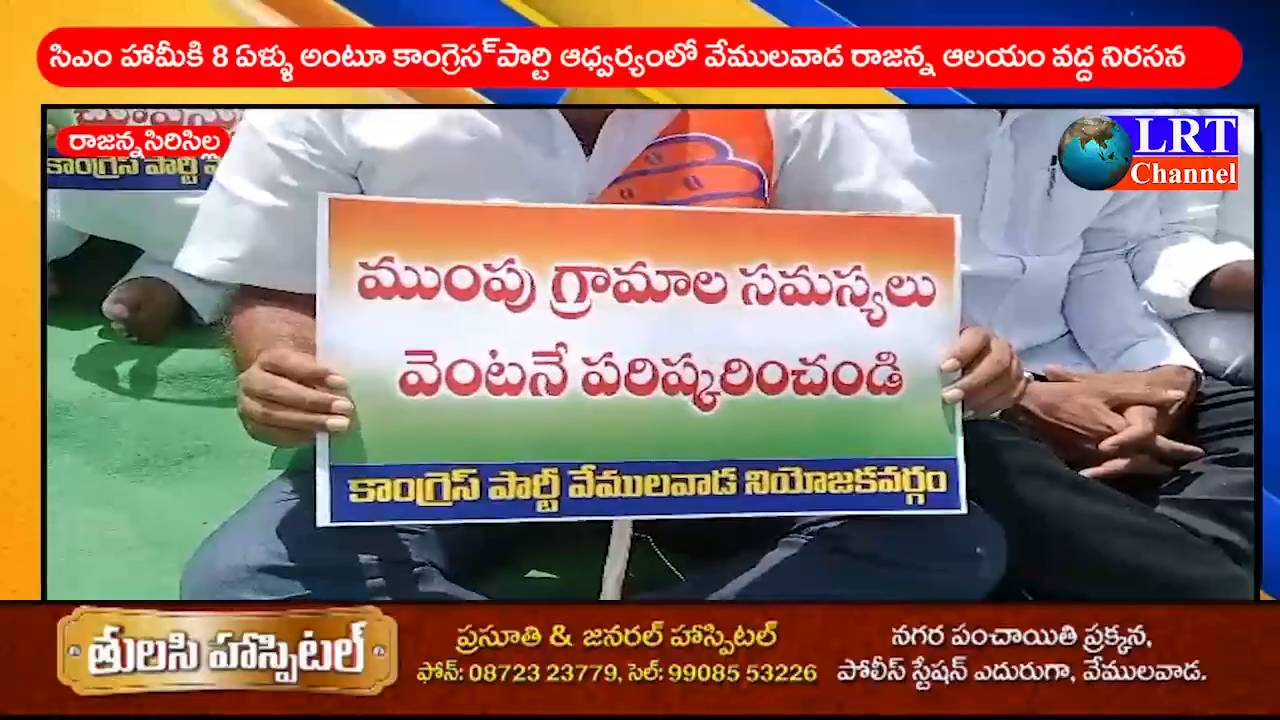 సిఎం హామీకి 8 ఏళ్ళు అంటూ కాంగ్రెస్ పార్టి ఆధ్వర్యంలో వేములవాడ రాజన్న ఆలయం వద్ద నిరసన
రాజన్న సిరిసిల్ల
కాంగ్రెస్ పార్టీ
LRT
Channel
ముంపు గ్రామాల సమస్యలు
వెంటనే పరిష్కరించండి
కాంగ్రెస్ పార్టీ వేములవాడ నియోజకవర్గం
తులసి హాస్పిటల్
ప్రసూతి & జనరల్ హాస్పిటల్
ఫోన్: 08723 23779, సెల్: 99085 53226
నగర పంచాయితి ప్రక్కన,
పోలీస్ స్టేషన్ ఎదురుగా, వేములవాడ.